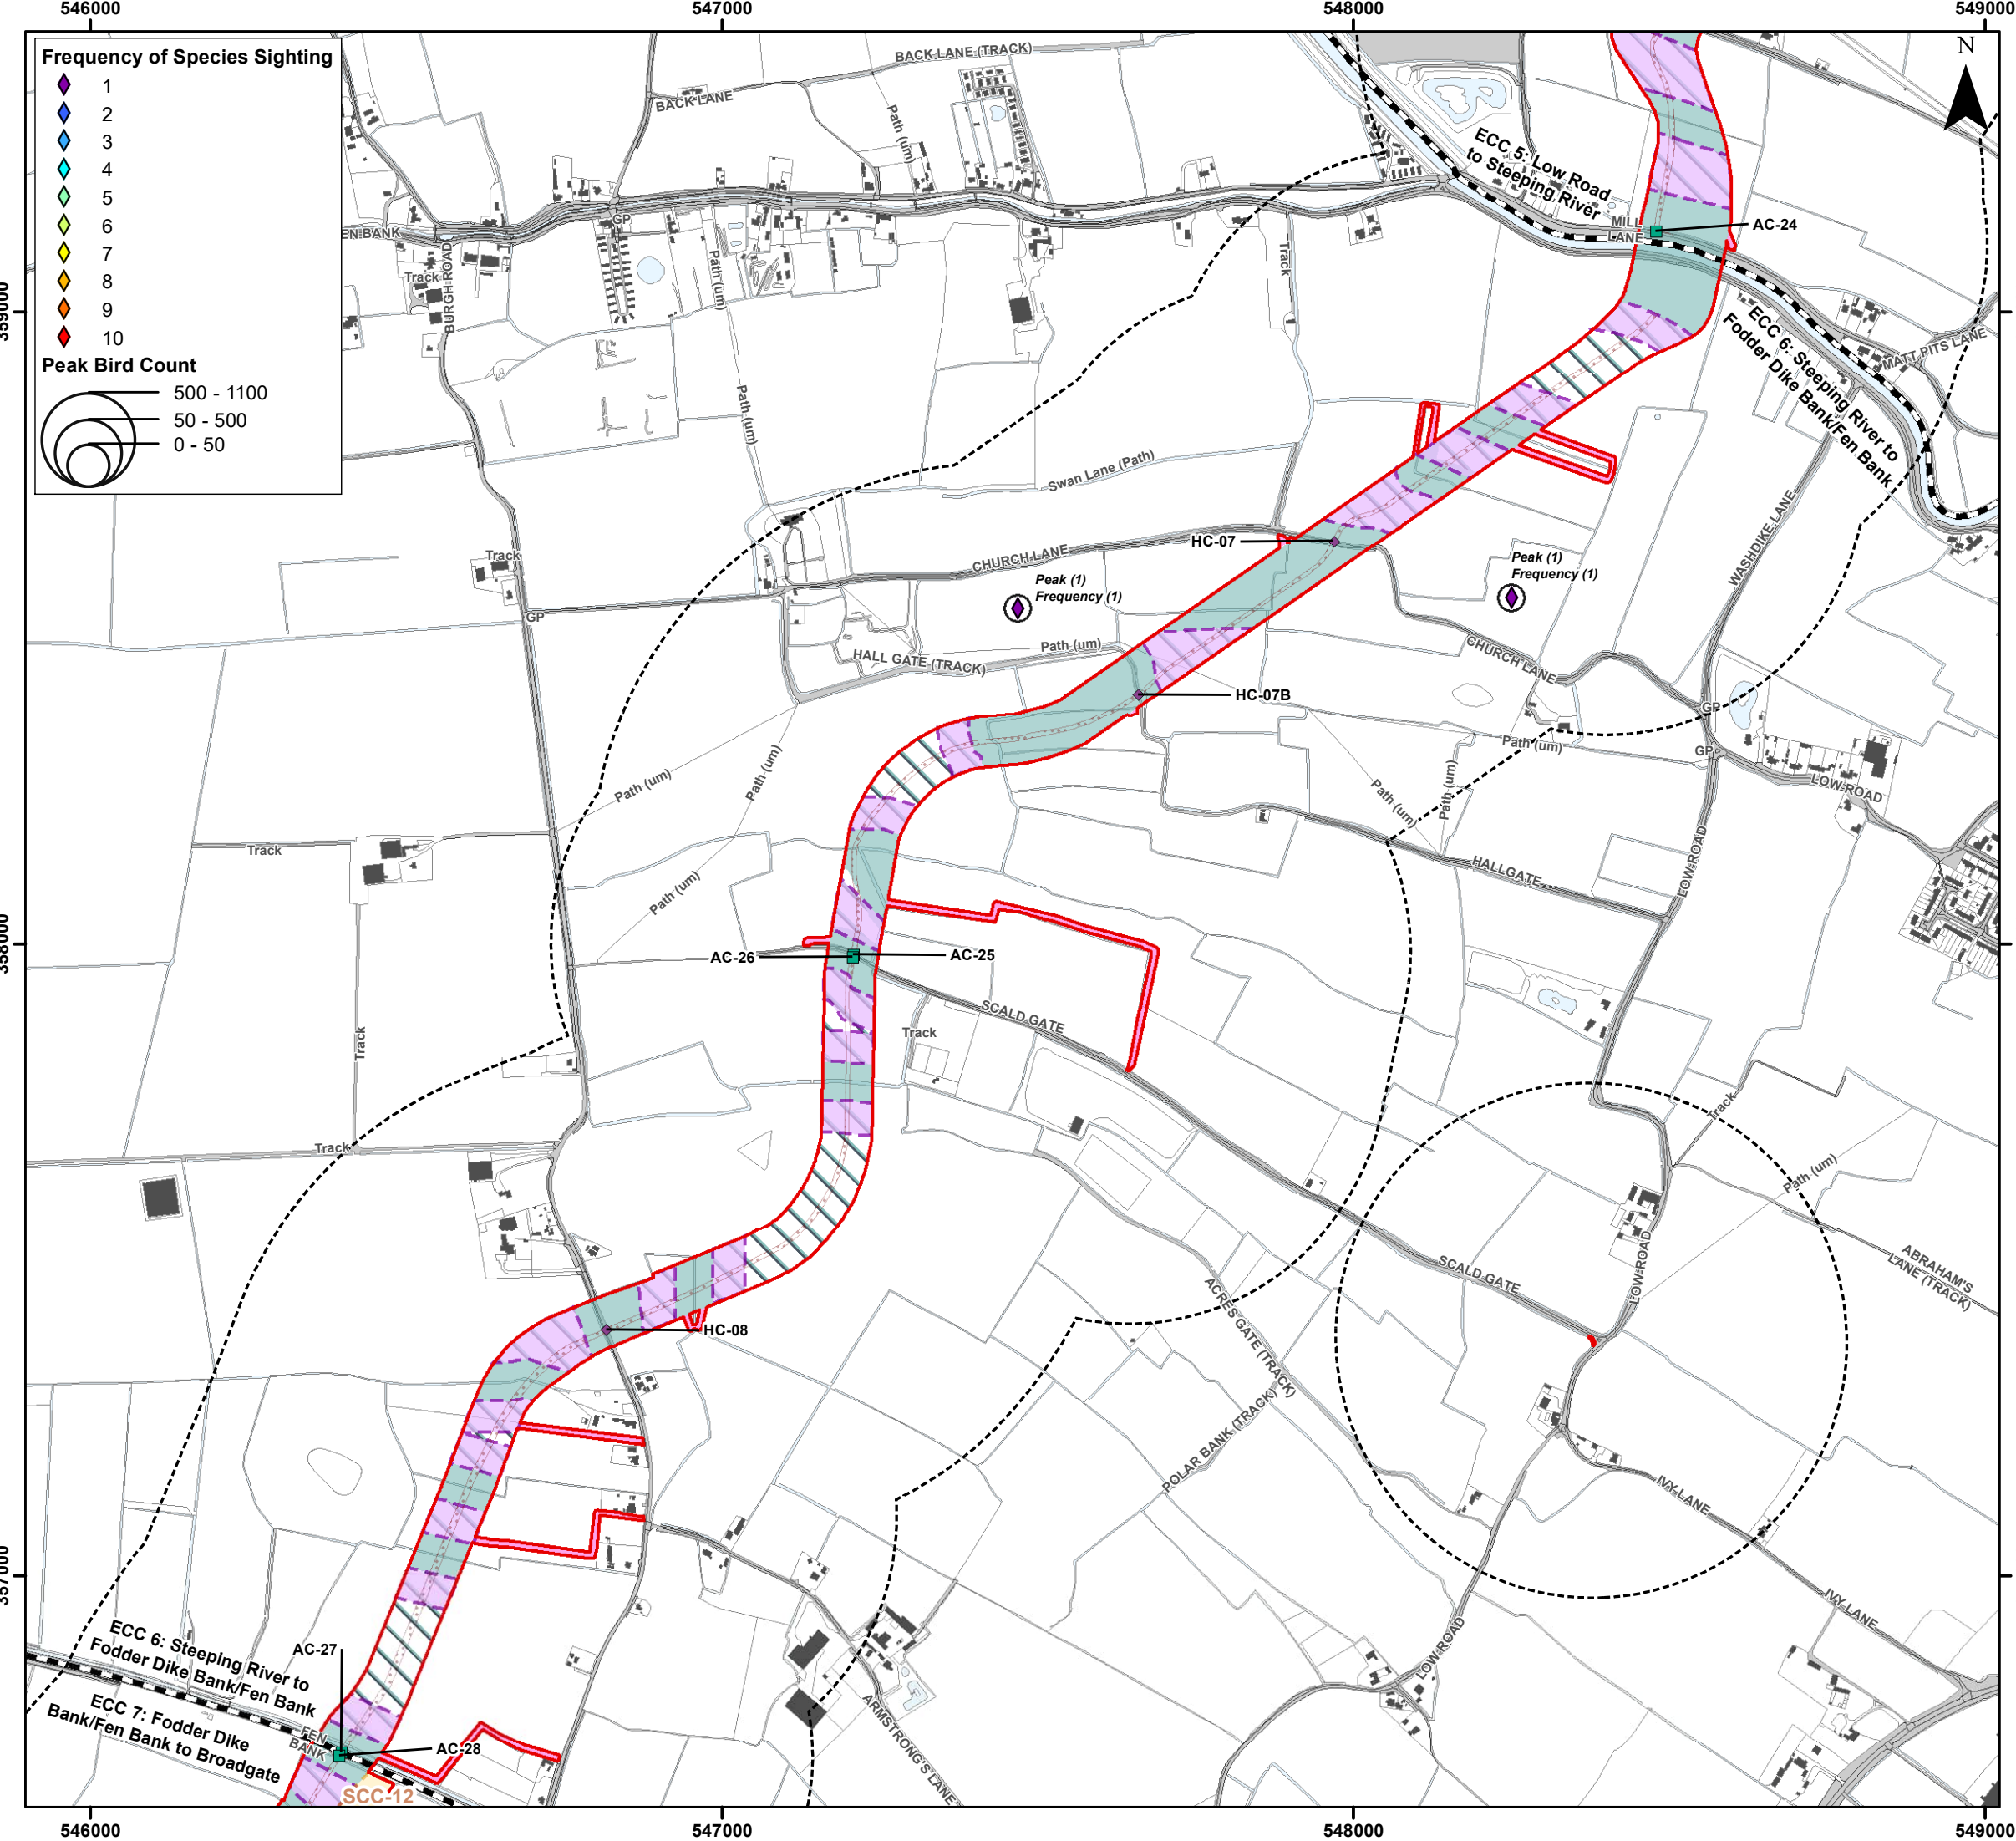 546000
547000
548000
549000
Frequency of Species Sighting
1
2
3
4
5
6
7
8
9
10
Peak Bird Count
500 - 1100
50 - 500
0 - 50
N
BACK LANE (TRACK)
BACK LANE
Path (um)
ECC 5: Low Road
to Steeping River
MILL
LANE
AC-24
GP
EN BANK
Track
BURGH ROAD
Path (um)
Track
359000
ECC 6: Steeping River to
Fodder Dike Bank/Fen Bank
MATT PITS LANE
Path (um)
Swan Lane (Path)
WASHDIKE LANE
Track
CHURCH LANE
HC-07
Peak (1)
Frequency (1)
Peak (1)
Frequency (1)
GP
HALL GATE (TRACK)
Path (um)
CHURCH LANE
HC-07B
GP
GP
Path (um)
LOW ROAD
Path (um)
Path (um)
Path (um)
Path (um)
Track
HALLGATE
LOW ROAD
Path (um)
358000
AC-26
AC-25
SCALD GATE
Track
Track
Track
Track
Path (um)
ABRAHAM'S
LANE (TRACK)
SCALD GATE
LOW ROAD
ACRES GATE (TRACK)
HC-08
POLAR BANK (TRACK)
IVY LANE
357000
IVY LANE
LOW ROAD
ECC 6: Steeping River to
Fodder Dike Bank/Fen Bank
AC-27
ECC 7: Fodder Dike
Bank/Fen Bank to Broadgate
FEN
BANK
AC-28
ARMSTRONG'S LANE
SCC-12
546000
547000
548000
549000